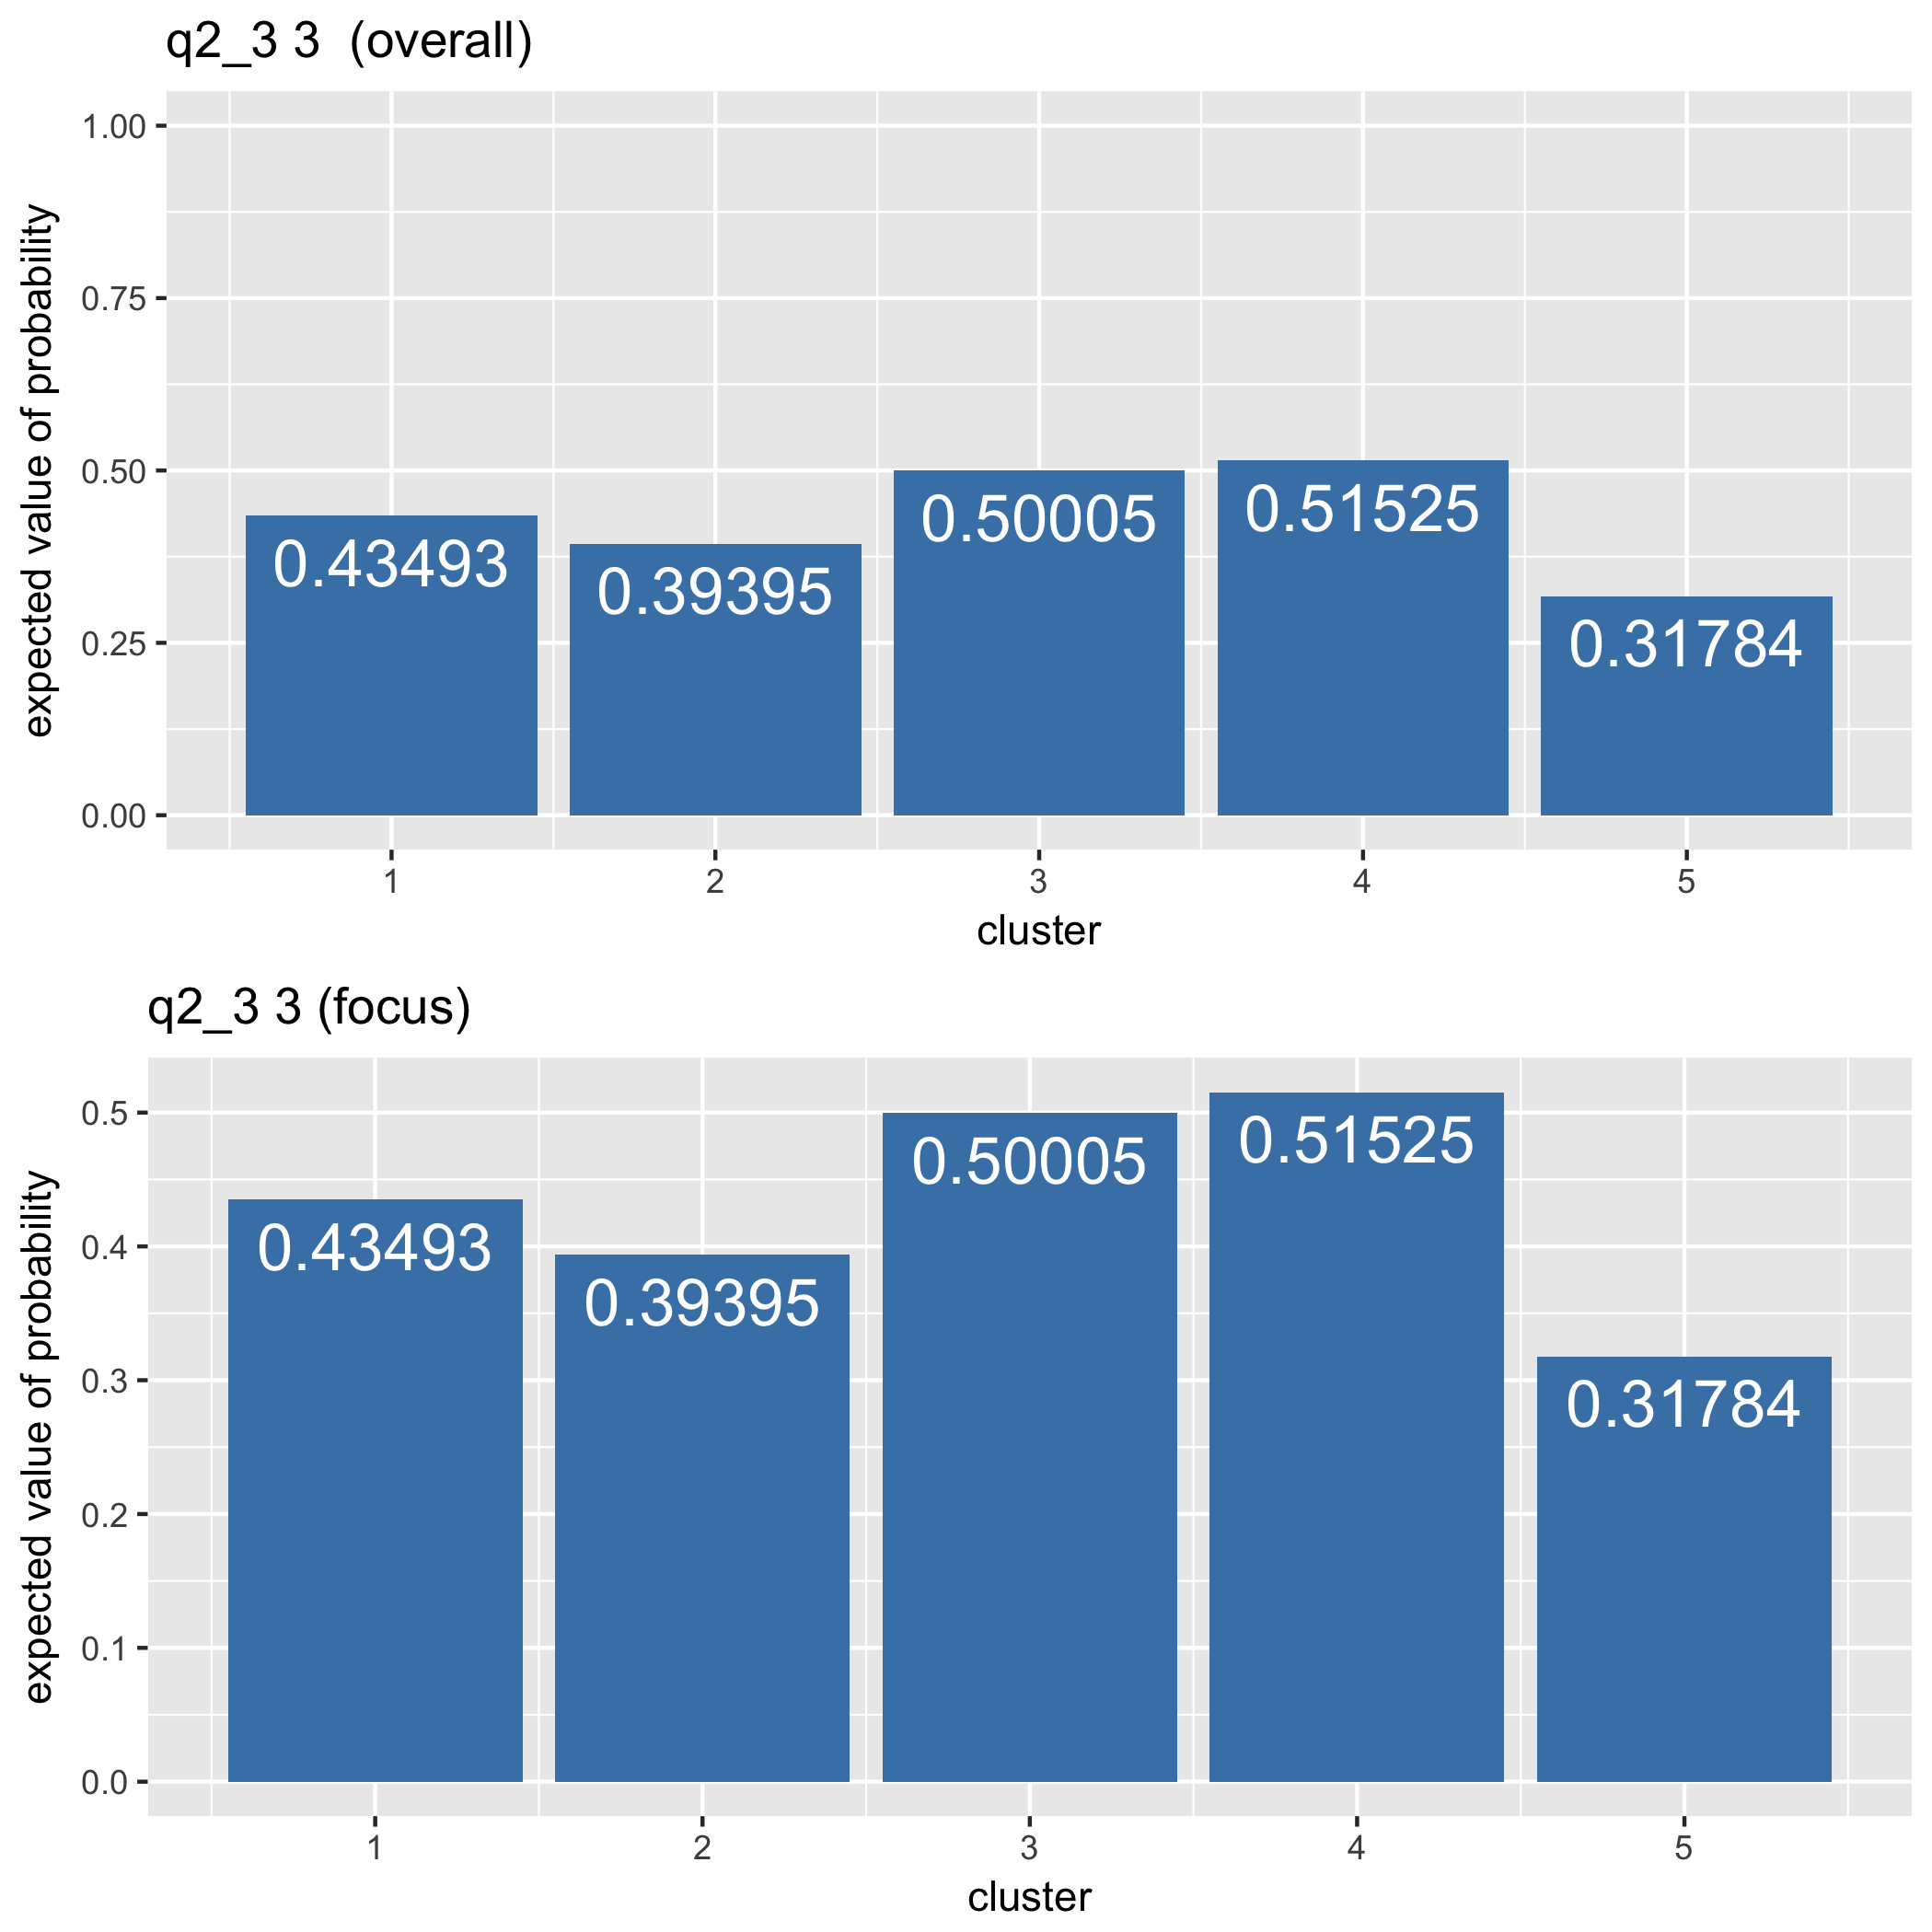 q2_3 3  (overall)
expected value of probability
1.00
0.75
0.50
0.25
0.00
0.43493
0.39395
0.50005
0.51525
0.31784
1 2 3 4 5
cluster
q2_3 3 (focus)
expected value of probability
0.5
0.4
0.3
0.2
0.1
0.0
0.43493
0.39395
0.50005
0.51525
0.31784
1 2 3 4 5
cluster